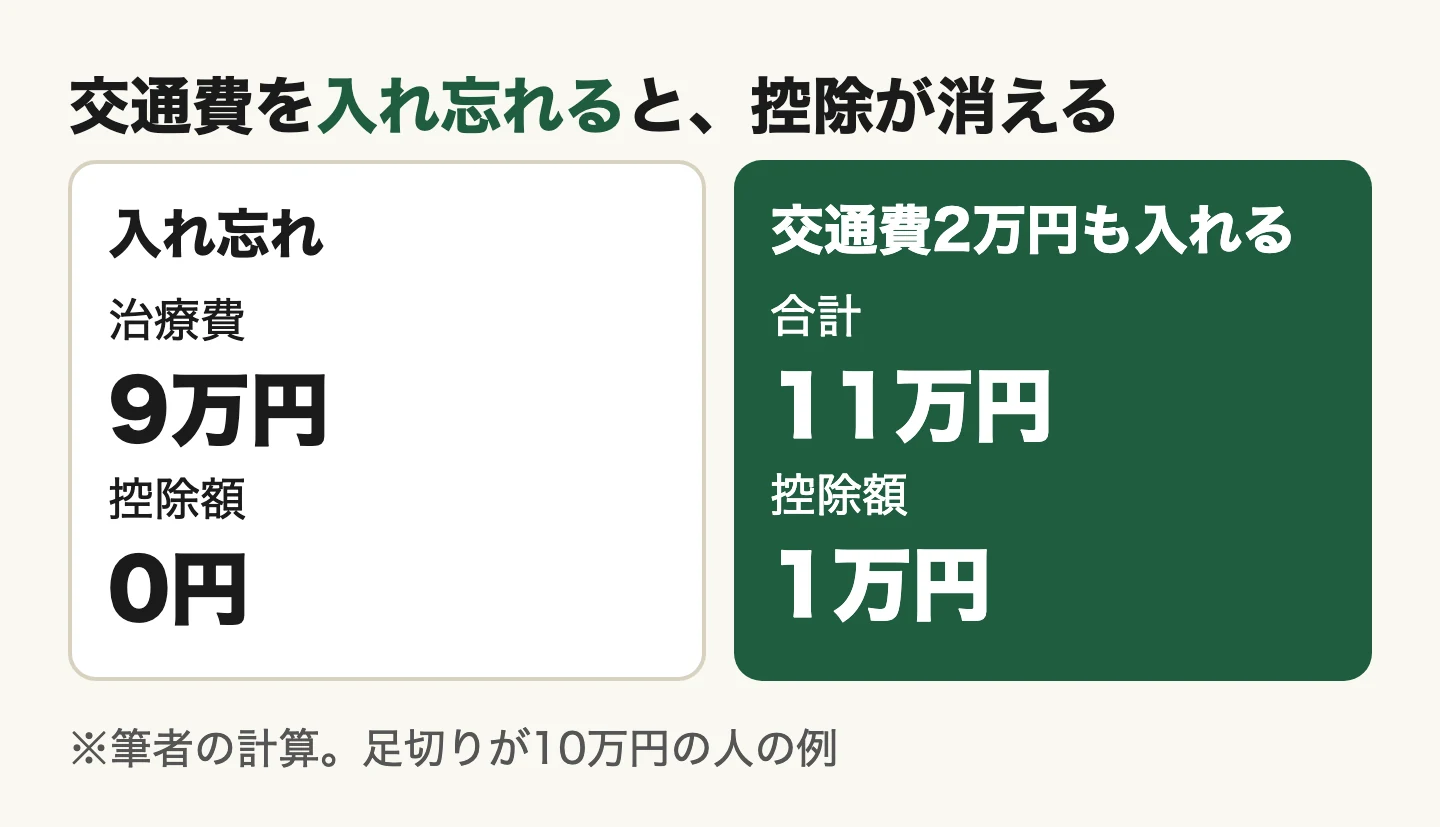 交通費を入れ忘れると、控除が消える
入れ忘れ
治療費
9万円
控除額
0円
交通費2万円も入れる
合計
11万円
控除額
1万円
※筆者の計算。足切りが10万円の人の例